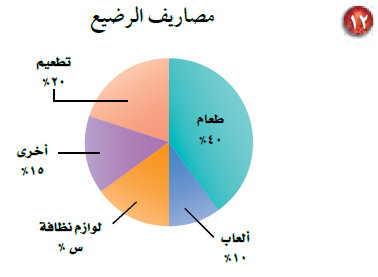 ١٢
مصاريف الرضيع
تطعيم
٢٠٪
طعام
٤٠٪
أخرى
١٥٪
لوازم نظافة
س ٪
ألعاب
١٠٪